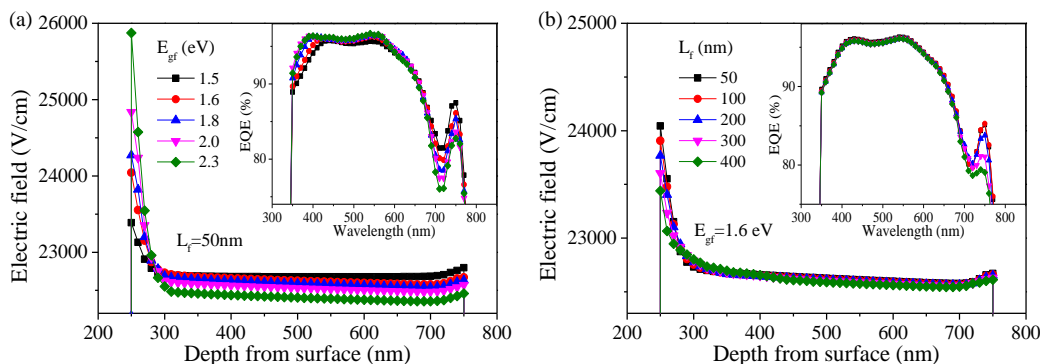 (a)
E_gf (eV)
1.5
1.6
1.8
2.0
2.3
L_f=50nm
Electric field (V/cm)
26000
25000
24000
23000
200 300 400 500 600 700 800
Depth from surface (nm)
EQE (%)
90
80
300 400 500 600 700 800
Wavelength (nm)
(b)
L_f (nm)
50
100
200
300
400
E_gf=1.6 eV
Electric field (V/cm)
25000
24000
23000
200 300 400 500 600 700 800
Depth from surface (nm)
EQE (%)
90
80
300 400 500 600 700 800
Wavelength (nm)